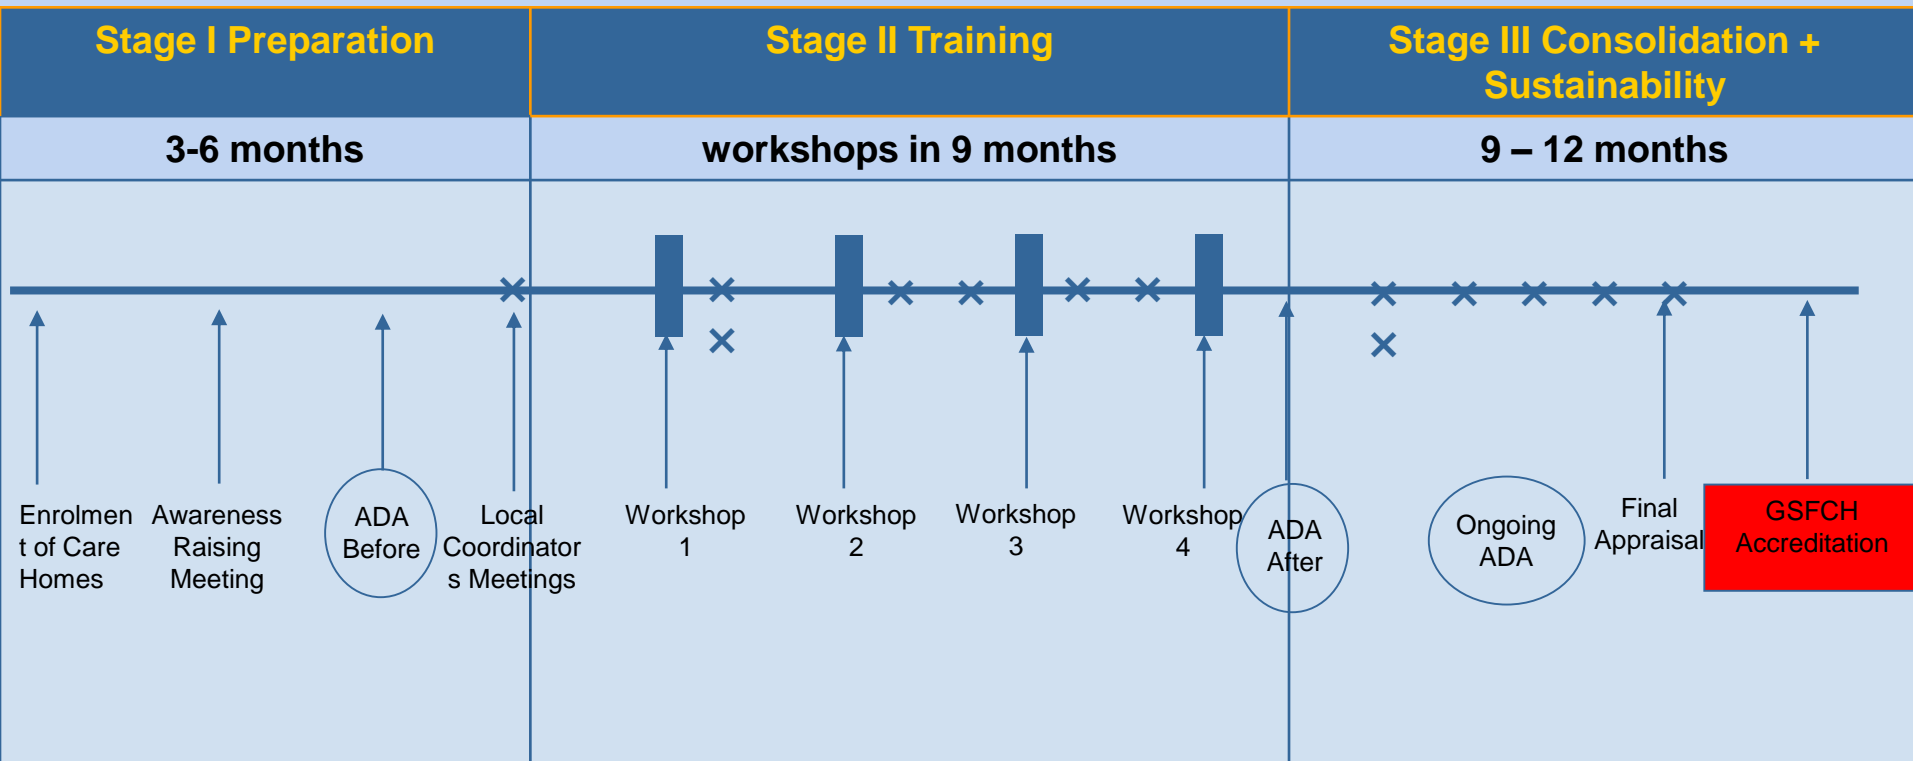 Stage I Preparation
Stage II Training
Stage III Consolidation +
Sustainability
3-6 months
workshops in 9 months
9 – 12 months
Enrolmen
t of Care
Homes
Awareness
Raising
Meeting
ADA
Before
Local
Coordinator
s Meetings
Workshop
1
Workshop
2
Workshop
3
Workshop
4
ADA
After
Ongoing
ADA
Final
Appraisal
GSFCH
Accreditation